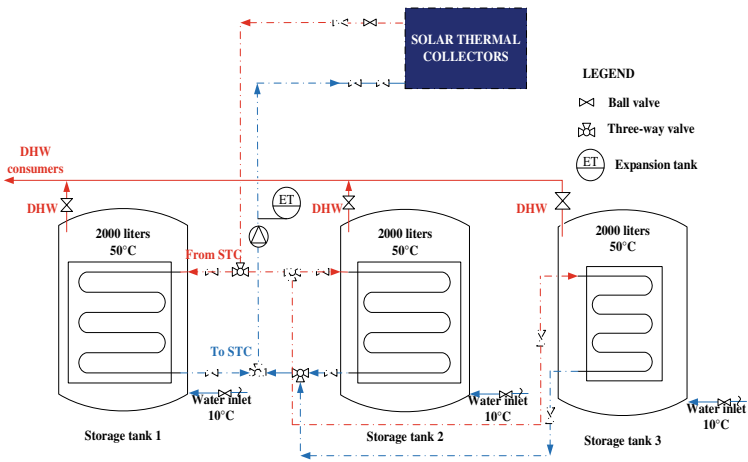 SOLAR THERMAL
COLLECTORS
LEGEND
Ball valve
Three-way valve
ET
Expansion tank
DHW
consumers
DHW
ET
DHW
DHW
2000 liters
50°C
From STC
2000 liters
50°C
2000 liters
50°C
To STC
Water inlet
10°C
Water inlet
10°C
Water inlet
10°C
Storage tank 1
Storage tank 2
Storage tank 3